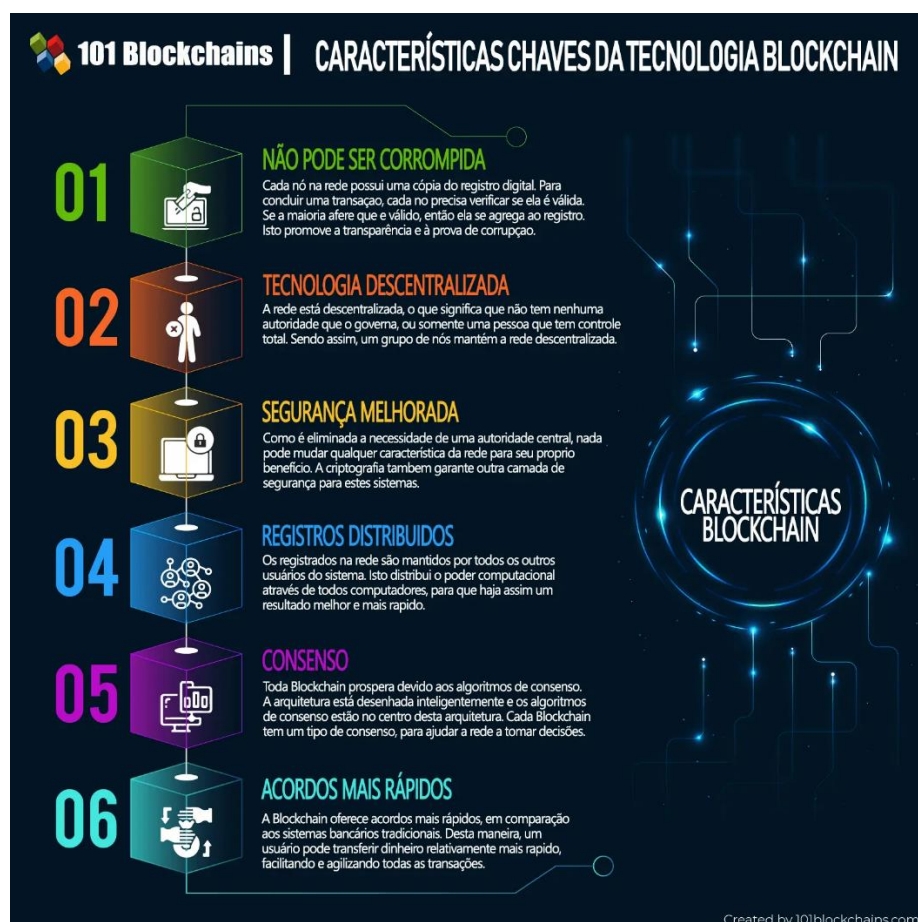 101 Blockchains | CARACTERÍSTICAS CHAVES DA TECNOLOGIA BLOCKCHAIN
01
NÃO PODE SER CORROMPIDA
Cada nó na rede possui uma cópia do registro digital. Para
concluir uma transaçao, cada no precisa verificar se ela é válida.
Se a maioria afere que e válido, então ela se agrega ao registro.
Isto promove a transparência e à prova de corrupçao.
02
TECNOLOGIA DESCENTRALIZADA
A rede está descentralizada, o que significa que não tem nenhuma
autoridade que o governa, ou somente uma pessoa que tem controle
total. Sendo assim, um grupo de nós mantém a rede descentralizada.
03
SEGURANÇA MELHORADA
Como é eliminada a necessidade de uma autoridade central, nada
pode mudar qualquer característica da rede para seu proprio
benefício. A criptografia tambem garante outra camada de
segurança para estes sistemas.
04
REGISTROS DISTRIBUIDOS
Os registrados na rede são mantidos por todos os outros
usuários do sistema. Isto distribui o poder computacional
através de todos computadores, para que haja assim um
resultado melhor e mais rapido.
05
CONSENSO
Toda Blockchain prospera devido aos algoritmos de consenso.
A arquitetura está desenhada inteligentemente e os algoritmos
de consenso estão no centro desta arquitetura. Cada Blockchain
tem um tipo de consenso, para ajudar a rede a tomar decisões.
06
ACORDOS MAIS RÁPIDOS
A Blockchain oferece acordos mais rápidos, em comparação
aos sistemas bancários tradicionais. Desta maneira, um
usuário pode transferir dinheiro relativamente mais rapido,
facilitando e agilizando todas as transações.
CARACTERÍSTICAS
BLOCKCHAIN
Created by 101blockchains.com